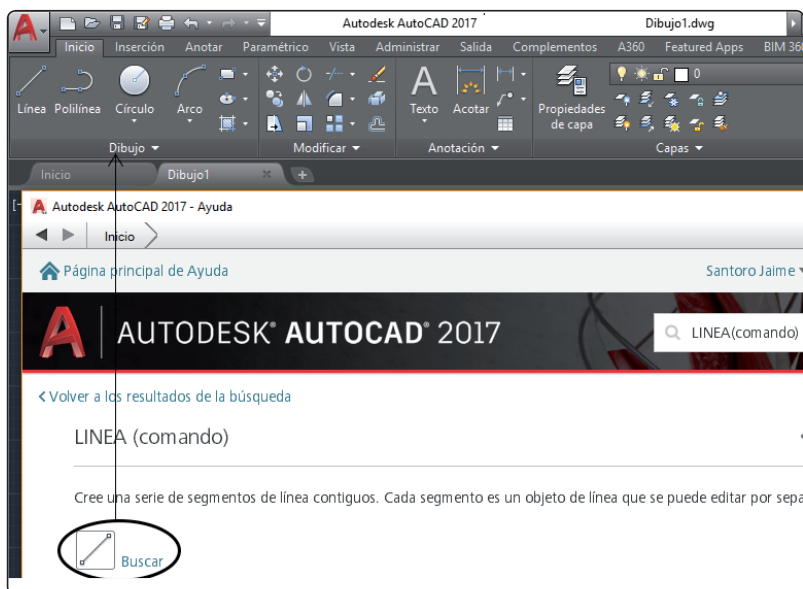 Autodesk AutoCAD 2017 Dibujo1.dwg
Inicio Inserción Anotar Paramétrico Vista Administrar Salida Complementos A360 Featured Apps BIM 360
0
Línea Polilínea Círculo Arco Texto Acotar Propiedades de capa
Dibujo Modificar Anotación Capas
Inicio Dibujo1
Autodesk AutoCAD 2017 - Ayuda
Inicio
Página principal de Ayuda Santoro Jaime
AUTODESK® AUTOCAD® 2017 LINEA(comando)
Volver a los resultados de la búsqueda
LINEA (comando)
Cree una serie de segmentos de línea contiguos. Cada segmento es un objeto de línea que se puede editar por sepa
Buscar